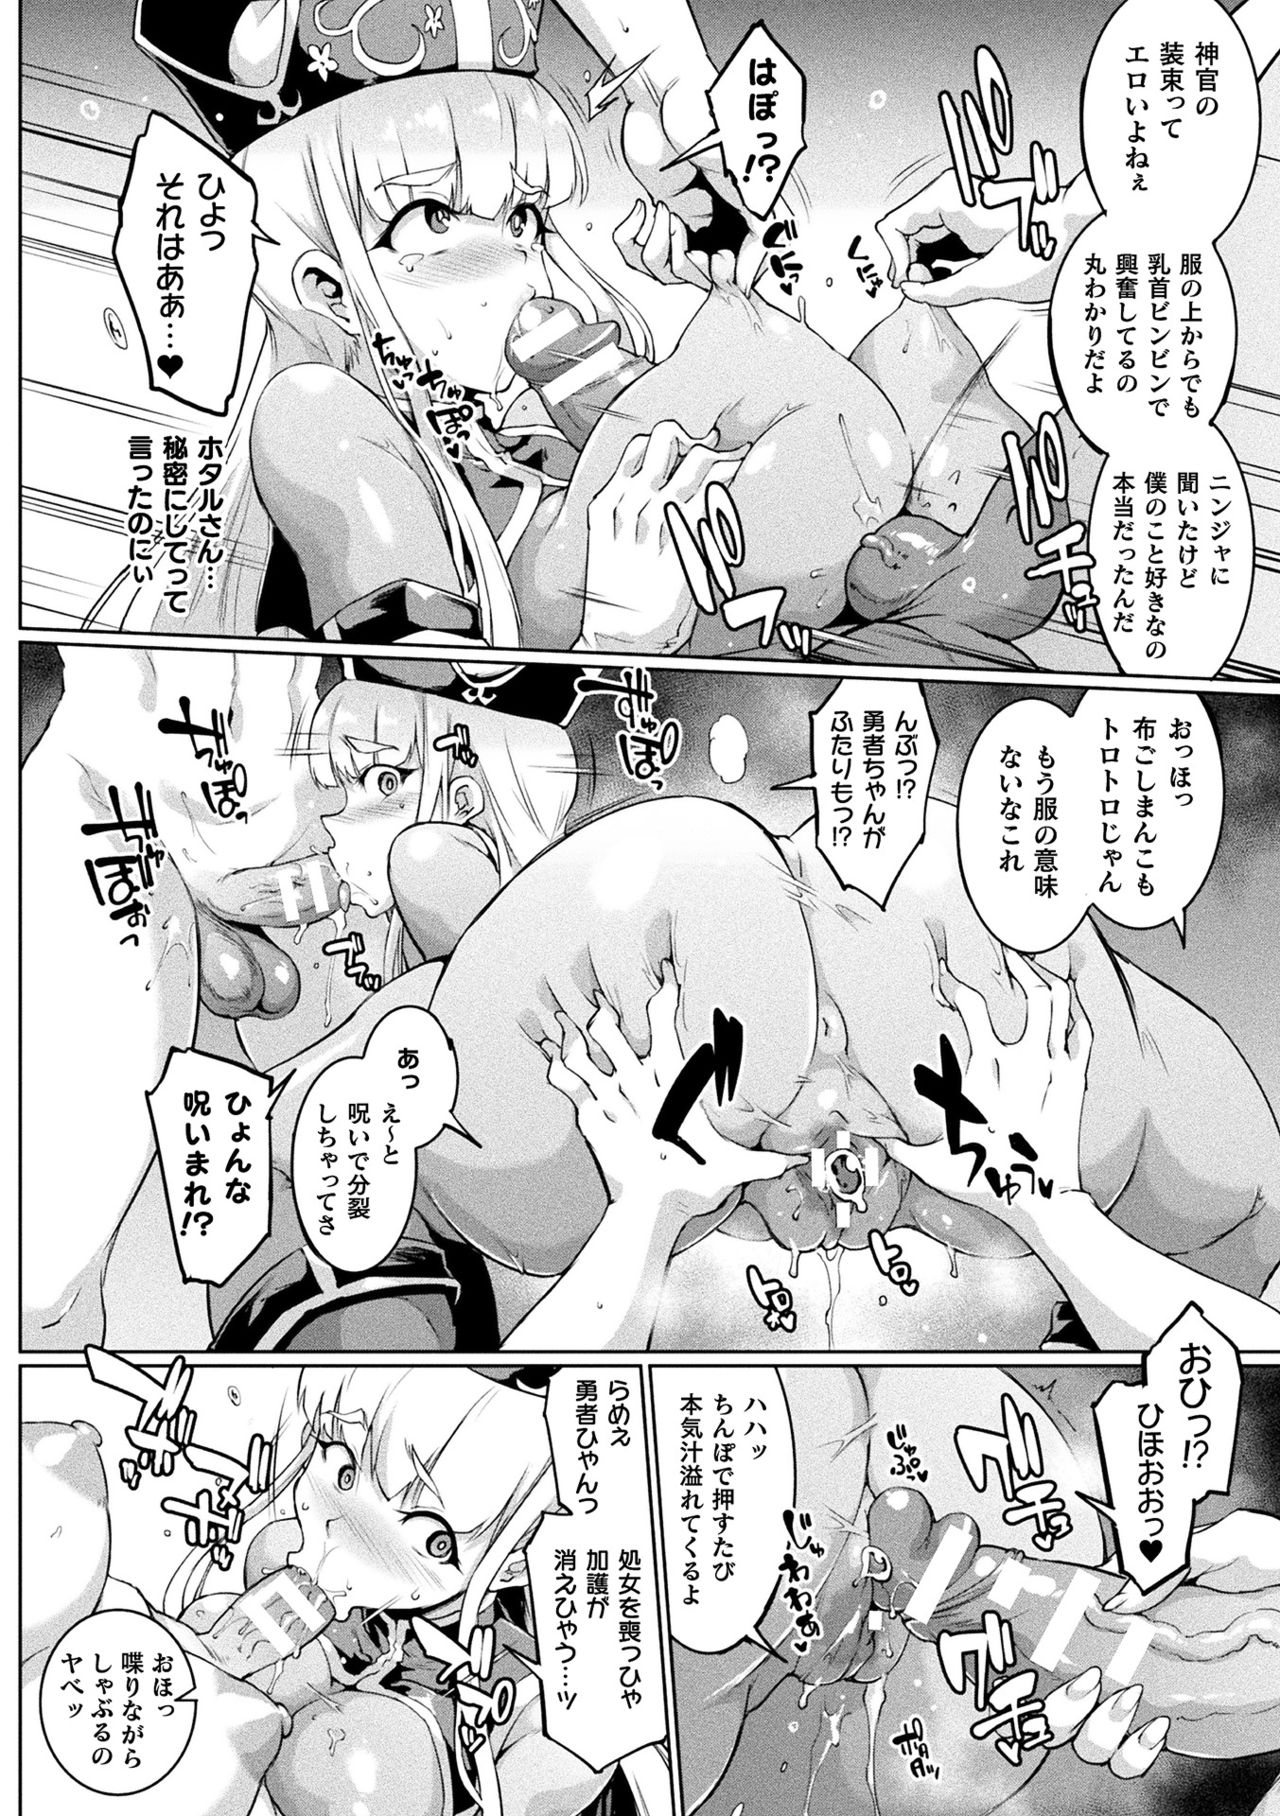 神官の
装束って
エロいよねぇ
服の上からでも
乳首ビンビンで
興奮してるの
丸わかりだよ
ニンジャに
聞いたけど
僕のこと好きなの
本当だったんだ
はぽっ!?
ひょっ
それはぁぁ…♥
ホタルさん…
秘密にしてって
言ったのにぃ
おっほっ
布ごしまんこも
トロトロじゃん
もう服の意味
ないなこれ
んぶっ!?
勇者ちゃんが
ふたりもっ!?
あっ
え〜と
呪いで分裂
しちゃってさ
ひょんな
呪いまれ!?
おひっ!?
ひほおおっ♥
ハハッ
ちんぽで押すたび
本気汁溢れてくるよ
らめぇ
勇者ひゃんっ
処女を喪っひゃ
加護が
消えひゃう…ッ
おほっ
喋りながら
しゃぶるの
ヤベッ